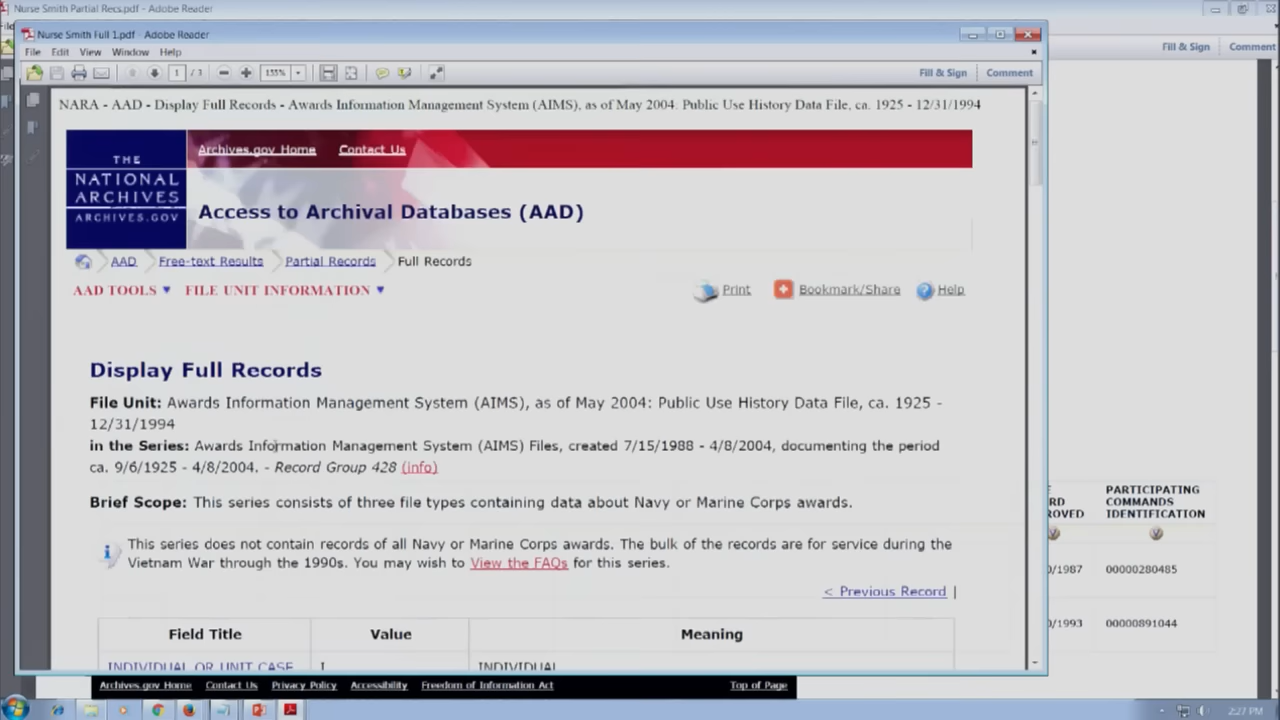 Nurse Smith Partial Recs.pdf - Adobe Reader
Nurse Smith Full 1.pdf - Adobe Reader
File Edit View Window Help
Fill & Sign Comment
1 / 3 155% Fill & Sign Comment
NARA - AAD - Display Full Records - Awards Information Management System (AIMS), as of May 2004: Public Use History Data File, ca. 1925 - 12/31/1994
THE
NATIONAL
ARCHIVES
ARCHIVES.GOV
Archives.gov Home Contact Us
Access to Archival Databases (AAD)
AAD Free-text Results Partial Records Full Records
AAD TOOLS FILE UNIT INFORMATION Print Bookmark/Share Help
Display Full Records
File Unit: Awards Information Management System (AIMS), as of May 2004: Public Use History Data File, ca. 1925 -
12/31/1994
in the Series: Awards Information Management System (AIMS) Files, created 7/15/1988 - 4/8/2004, documenting the period
ca. 9/6/1925 - 4/8/2004. - Record Group 428 (info)
Brief Scope: This series consists of three file types containing data about Navy or Marine Corps awards.
This series does not contain records of all Navy or Marine Corps awards. The bulk of the records are for service during the
Vietnam War through the 1990s. You may wish to View the FAQs for this series.
< Previous Record |
Field Title Value Meaning
INDIVIDUAL OR UNIT CASE I INDIVIDUAL
PARTICIPATING
COMMANDS
IDENTIFICATION
/1987 00000280485
/1993 00000891044
Archives.gov Home Contact Us Privacy Policy Accessibility Freedom of Information Act Top of Page
2:27 PM